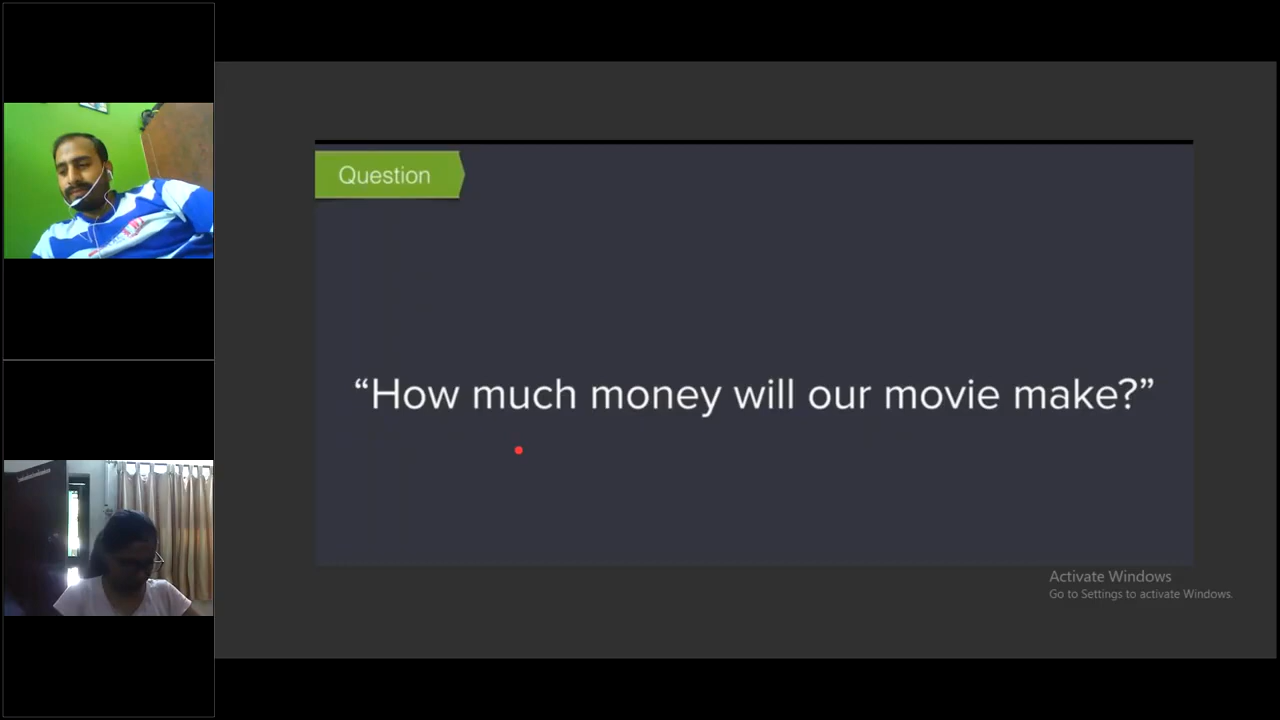 Question
“How much money will our movie make?”
Activate Windows
Go to Settings to activate Windows.